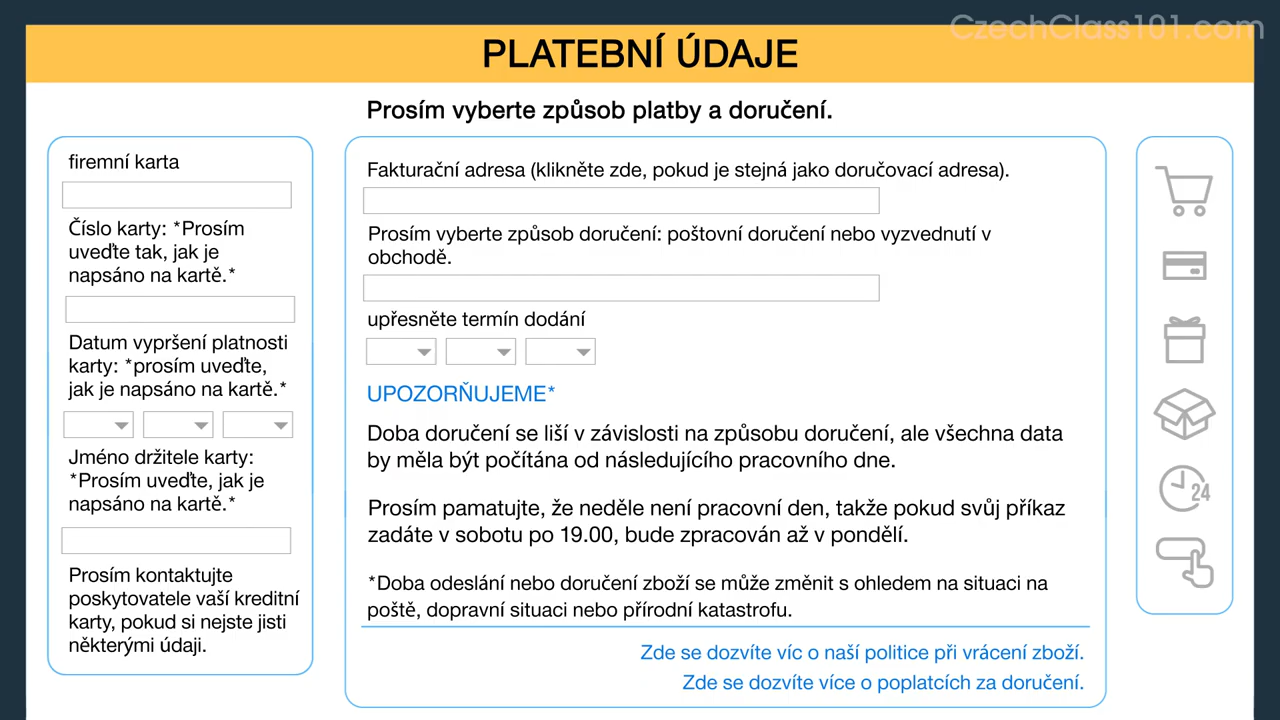 CzechClass101.com
PLATEBNÍ ÚDAJE
Prosím vyberte způsob platby a doručení.
firemní karta
Číslo karty: *Prosím
uveďte tak, jak je
napsáno na kartě.*
Datum vypršení platnosti
karty: *prosím uveďte,
jak je napsáno na kartě.*
Jméno držitele karty:
*Prosím uveďte, jak je
napsáno na kartě.*
Prosím kontaktujte
poskytovatele vaší kreditní
karty, pokud si nejste jisti
některými údaji.
Fakturační adresa (klikněte zde, pokud je stejná jako doručovací adresa).
Prosím vyberte způsob doručení: poštovní doručení nebo vyzvednutí v
obchodě.
upřesněte termín dodání
UPOZORŇUJEME*
Doba doručení se liší v závislosti na způsobu doručení, ale všechna data
by měla být počítána od následujícího pracovního dne.
Prosím pamatujte, že neděle není pracovní den, takže pokud svůj příkaz
zadáte v sobotu po 19.00, bude zpracován až v pondělí.
*Doba odeslání nebo doručení zboží se může změnit s ohledem na situaci na
poště, dopravní situaci nebo přírodní katastrofu.
Zde se dozvíte víc o naší politice při vrácení zboží.
Zde se dozvíte více o poplatcích za doručení.
24